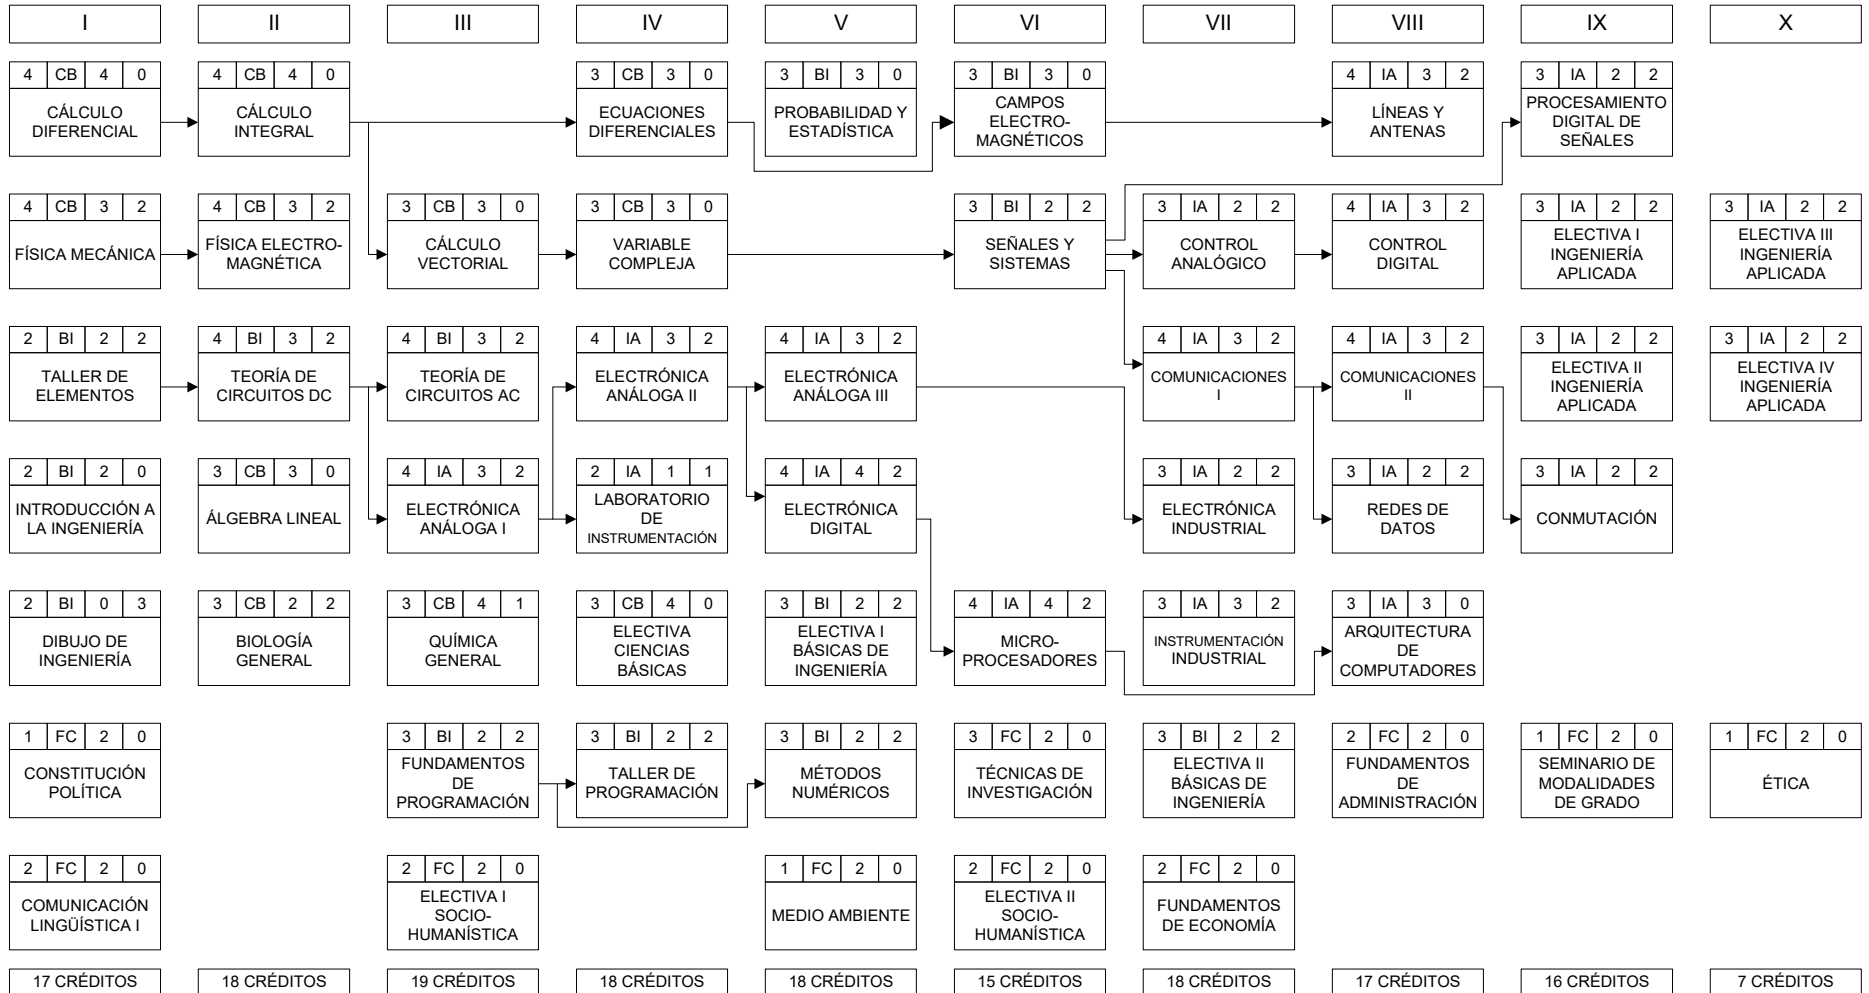 I II III IV V VI VII VIII IX X
4 CB 4 0
CÁLCULO
DIFERENCIAL
4 CB 4 0
CÁLCULO
INTEGRAL
3 CB 3 0
ECUACIONES
DIFERENCIALES
3 BI 3 0
PROBABILIDAD Y
ESTADÍSTICA
3 BI 3 0
CAMPOS
ELECTRO-
MAGNÉTICOS
4 IA 3 2
LÍNEAS Y
ANTENAS
3 IA 2 2
PROCESAMIENTO
DIGITAL DE
SEÑALES
4 CB 3 2
FÍSICA MECÁNICA
4 CB 3 2
FÍSICA ELECTRO-
MAGNÉTICA
3 CB 3 0
CÁLCULO
VECTORIAL
3 CB 3 0
VARIABLE
COMPLEJA
3 BI 2 2
SEÑALES Y
SISTEMAS
3 IA 2 2
CONTROL
ANALÓGICO
4 IA 3 2
CONTROL
DIGITAL
3 IA 2 2
ELECTIVA I
INGENIERÍA
APLICADA
3 IA 2 2
ELECTIVA III
INGENIERÍA
APLICADA
2 BI 2 2
TALLER DE
ELEMENTOS
4 BI 3 2
TEORÍA DE
CIRCUITOS DC
4 BI 3 2
TEORÍA DE
CIRCUITOS AC
4 IA 3 2
ELECTRÓNICA
ANÁLOGA II
4 IA 3 2
ELECTRÓNICA
ANÁLOGA III
4 IA 3 2
COMUNICACIONES
I
4 IA 3 2
COMUNICACIONES
II
3 IA 2 2
ELECTIVA II
INGENIERÍA
APLICADA
3 IA 2 2
ELECTIVA IV
INGENIERÍA
APLICADA
2 BI 2 0
INTRODUCCIÓN A
LA INGENIERÍA
3 CB 3 0
ÁLGEBRA LINEAL
4 IA 3 2
ELECTRÓNICA
ANÁLOGA I
2 IA 1 1
LABORATORIO
DE
INSTRUMENTACIÓN
4 IA 4 2
ELECTRÓNICA
DIGITAL
3 IA 2 2
ELECTRÓNICA
INDUSTRIAL
3 IA 2 2
REDES DE
DATOS
3 IA 2 2
CONMUTACIÓN
2 BI 0 3
DIBUJO DE
INGENIERÍA
3 CB 2 2
BIOLOGÍA
GENERAL
3 CB 4 1
QUÍMICA
GENERAL
3 CB 4 0
ELECTIVA
CIENCIAS
BÁSICAS
3 BI 2 2
ELECTIVA I
BÁSICAS DE
INGENIERÍA
4 IA 4 2
MICRO-
PROCESADORES
3 IA 3 2
INSTRUMENTACIÓN
INDUSTRIAL
3 IA 3 0
ARQUITECTURA
DE
COMPUTADORES
1 FC 2 0
CONSTITUCIÓN
POLÍTICA
3 BI 2 2
FUNDAMENTOS
DE
PROGRAMACIÓN
3 BI 2 2
TALLER DE
PROGRAMACIÓN
3 BI 2 2
MÉTODOS
NUMÉRICOS
3 FC 2 0
TÉCNICAS DE
INVESTIGACIÓN
3 BI 2 2
ELECTIVA II
BÁSICAS DE
INGENIERÍA
2 FC 2 0
FUNDAMENTOS
DE
ADMINISTRACIÓN
1 FC 2 0
SEMINARIO DE
MODALIDADES
DE GRADO
1 FC 2 0
ÉTICA
2 FC 2 0
COMUNICACIÓN
LINGÜÍSTICA I
2 FC 2 0
ELECTIVA I
SOCIO-
HUMANÍSTICA
1 FC 2 0
MEDIO AMBIENTE
2 FC 2 0
ELECTIVA II
SOCIO-
HUMANÍSTICA
2 FC 2 0
FUNDAMENTOS
DE ECONOMÍA
17 CRÉDITOS 18 CRÉDITOS 19 CRÉDITOS 18 CRÉDITOS 18 CRÉDITOS 15 CRÉDITOS 18 CRÉDITOS 17 CRÉDITOS 16 CRÉDITOS 7 CRÉDITOS